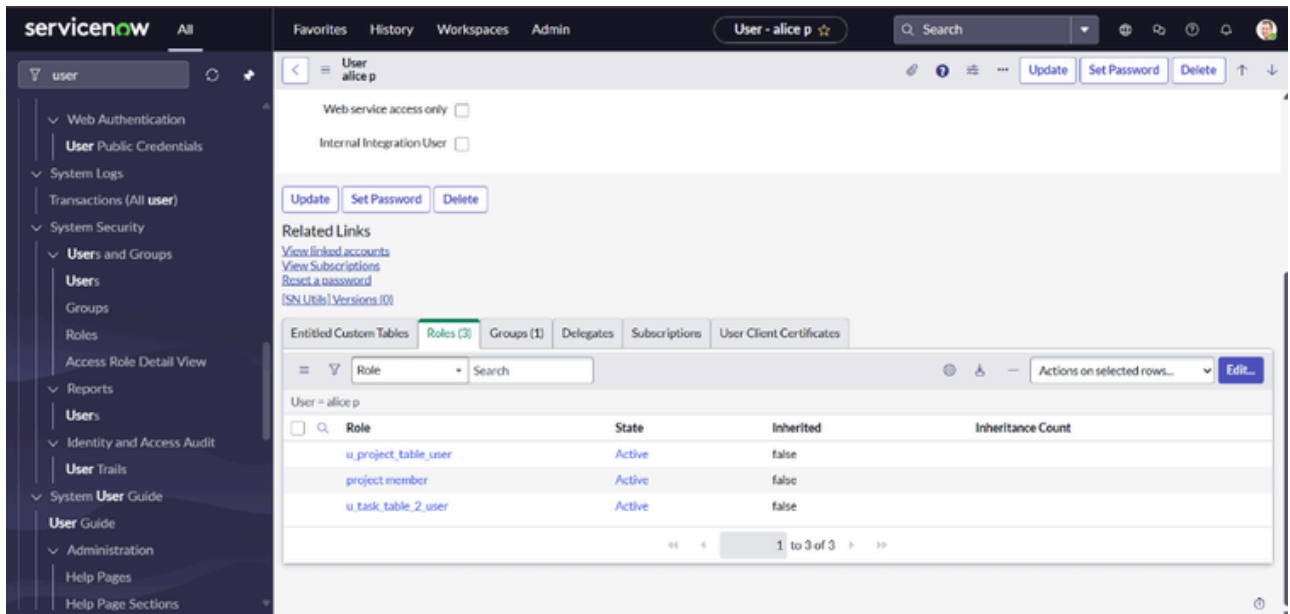 servicenow All Favorites History Workspaces Admin User - alice p Search
user
User
alice p
Update Set Password Delete
Web service access only
Internal Integration User
Web Authentication
User Public Credentials
System Logs
Transactions (All user)
System Security
Users and Groups
Users
Groups
Roles
Access Role Detail View
Reports
Users
Identity and Access Audit
User Trails
System User Guide
User Guide
Administration
Help Pages
Help Page Sections
Update Set Password Delete
Related Links
View linked accounts
View Subscriptions
Reset a password
[SN Utils] Versions (0)
Entitled Custom Tables Roles (3) Groups (1) Delegates Subscriptions User Client Certificates
Role Search Actions on selected rows... Edit...
User = alice p
Role State Inherited Inheritance Count
u_project_table_user Active false
project member Active false
u_task_table_2_user Active false
1 to 3 of 3